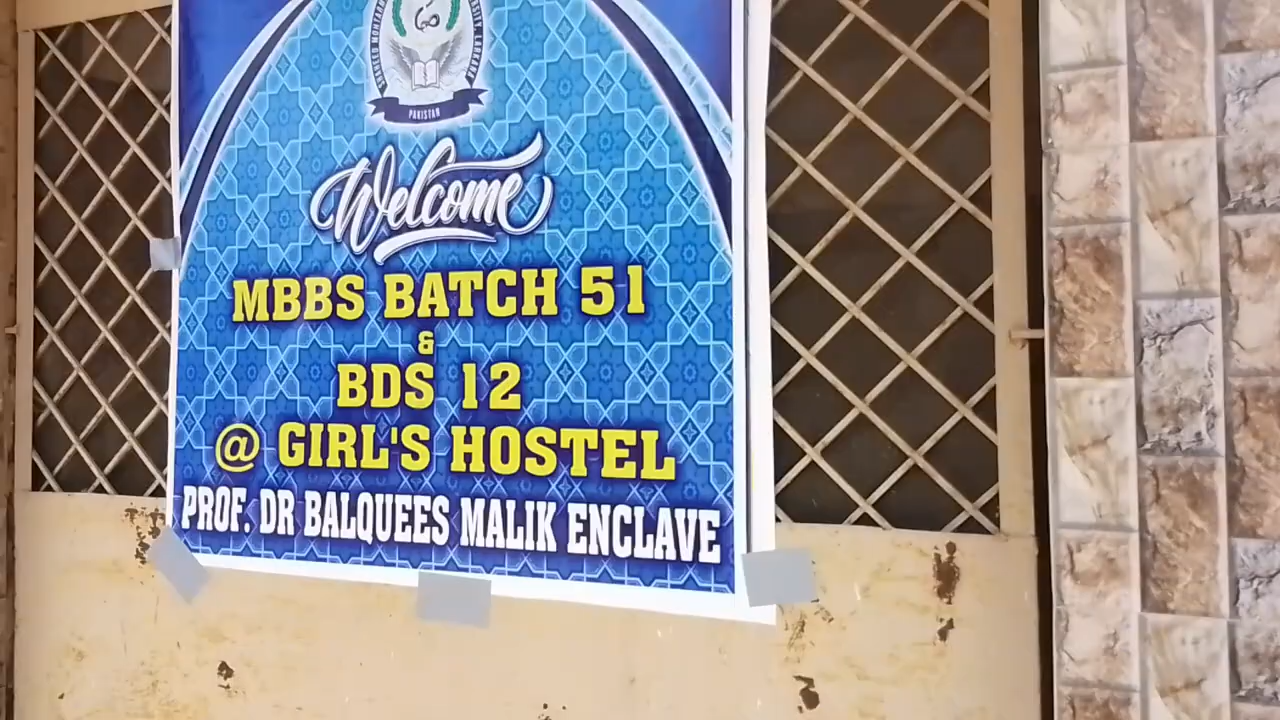 PAKISTAN
Welcome
MBBS BATCH 51
&
BDS 12
@ GIRL'S HOSTEL
PROF. DR BALQUEES MALIK ENCLAVE